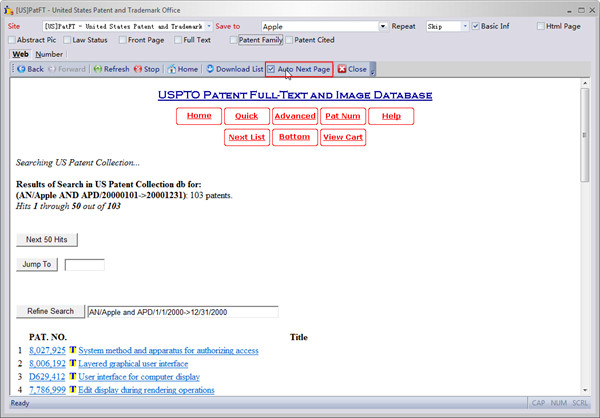 [US]PatFT - United States Patent and Trademark Office
Site [US]PatFT - United States Patent and Trademark Save to Apple Repeat Skip Basic Inf Html Page
Abstract Pic Law Status Front Page Full Text Patent Family Patent Cited
Web Number
Back Forward Refresh Stop Home Download List Auto Next Page Close
USPTO Patent Full-Text and Image Database
Home Quick Advanced Pat Num Help
Next List Bottom View Cart
Searching US Patent Collection...
Results of Search in US Patent Collection db for:
(AN/Apple AND APD/20000101->20001231): 103 patents.
Hits 1 through 50 out of 103
Next 50 Hits
Jump To
Refine Search AN/Apple and APD/1/1/2000->12/31/2000
PAT. NO. Title
1 8,027,925 T System method and apparatus for authorizing access
2 8,006,192 T Layered graphical user interface
3 D629,412 T User interface for computer display
4 7,786,999 T Edit display during rendering operations
Ready CAP NUM SCRL